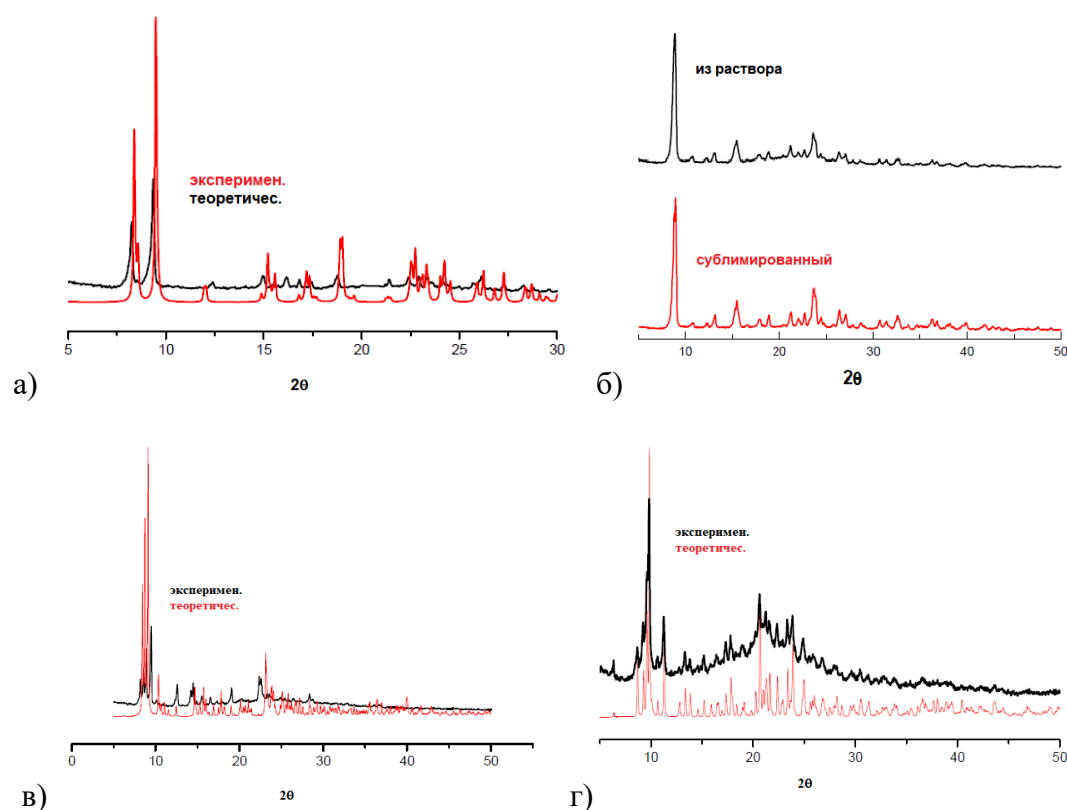 эксперимен.
теоретичес.
5 10 15 20 25 30
2θ
а)
из раствора
сублимированный
10 20 30 40 50
2θ
б)
эксперимен.
теоретичес.
0 10 20 30 40 50
2θ
в)
эксперимен.
теоретичес.
10 20 30 40 50
2θ
г)